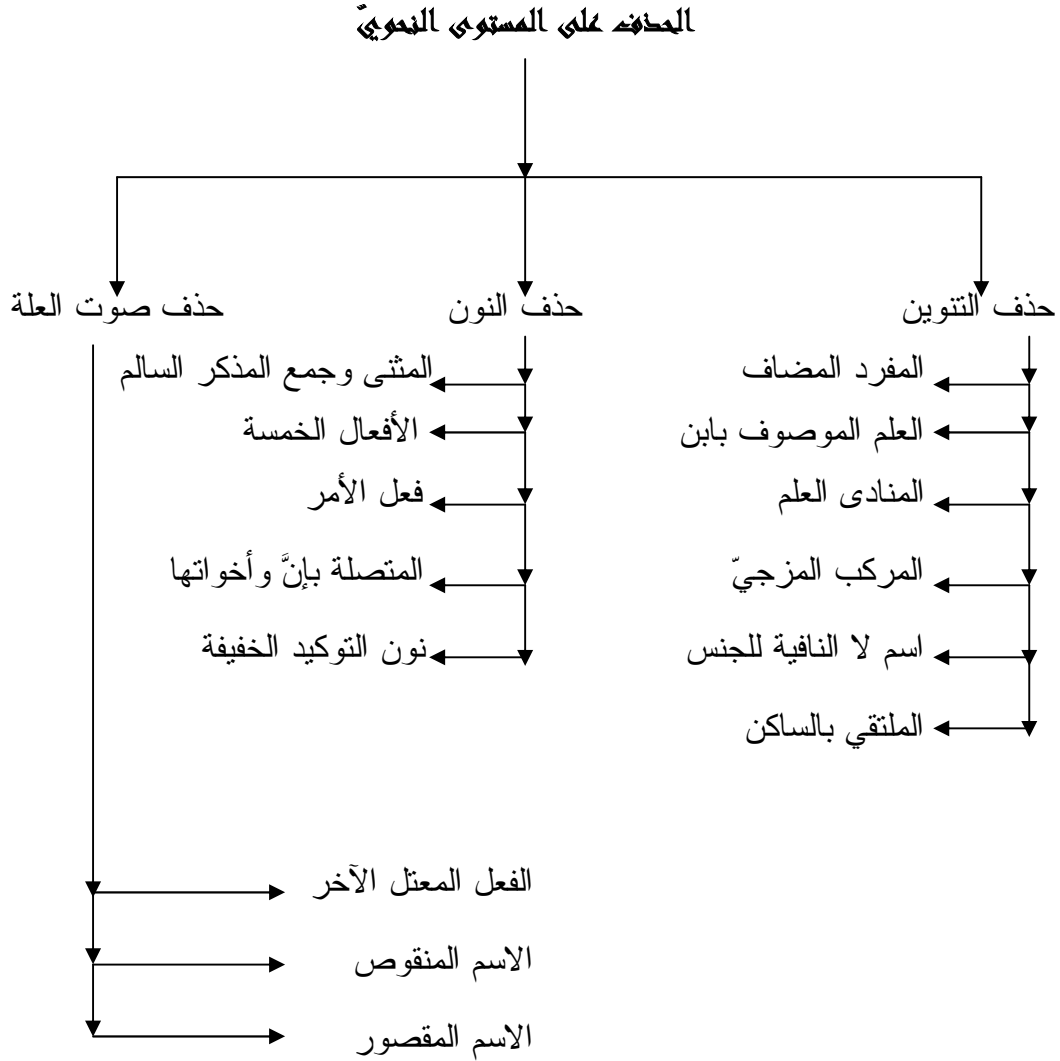 الحذف على المستوى النحويّ
حذف التنوين
المفرد المضاف
العلم الموصوف بابن
المنادى العلم
المركب المزجيّ
اسم لا النافية للجنس
الملتقي بالساكن
حذف النون
المثنى وجمع المذكر السالم
الأفعال الخمسة
فعل الأمر
المتصلة بإنَّ وأخواتها
نون التوكيد الخفيفة
حذف صوت العلة
الفعل المعتل الآخر
الاسم المنقوص
الاسم المقصور